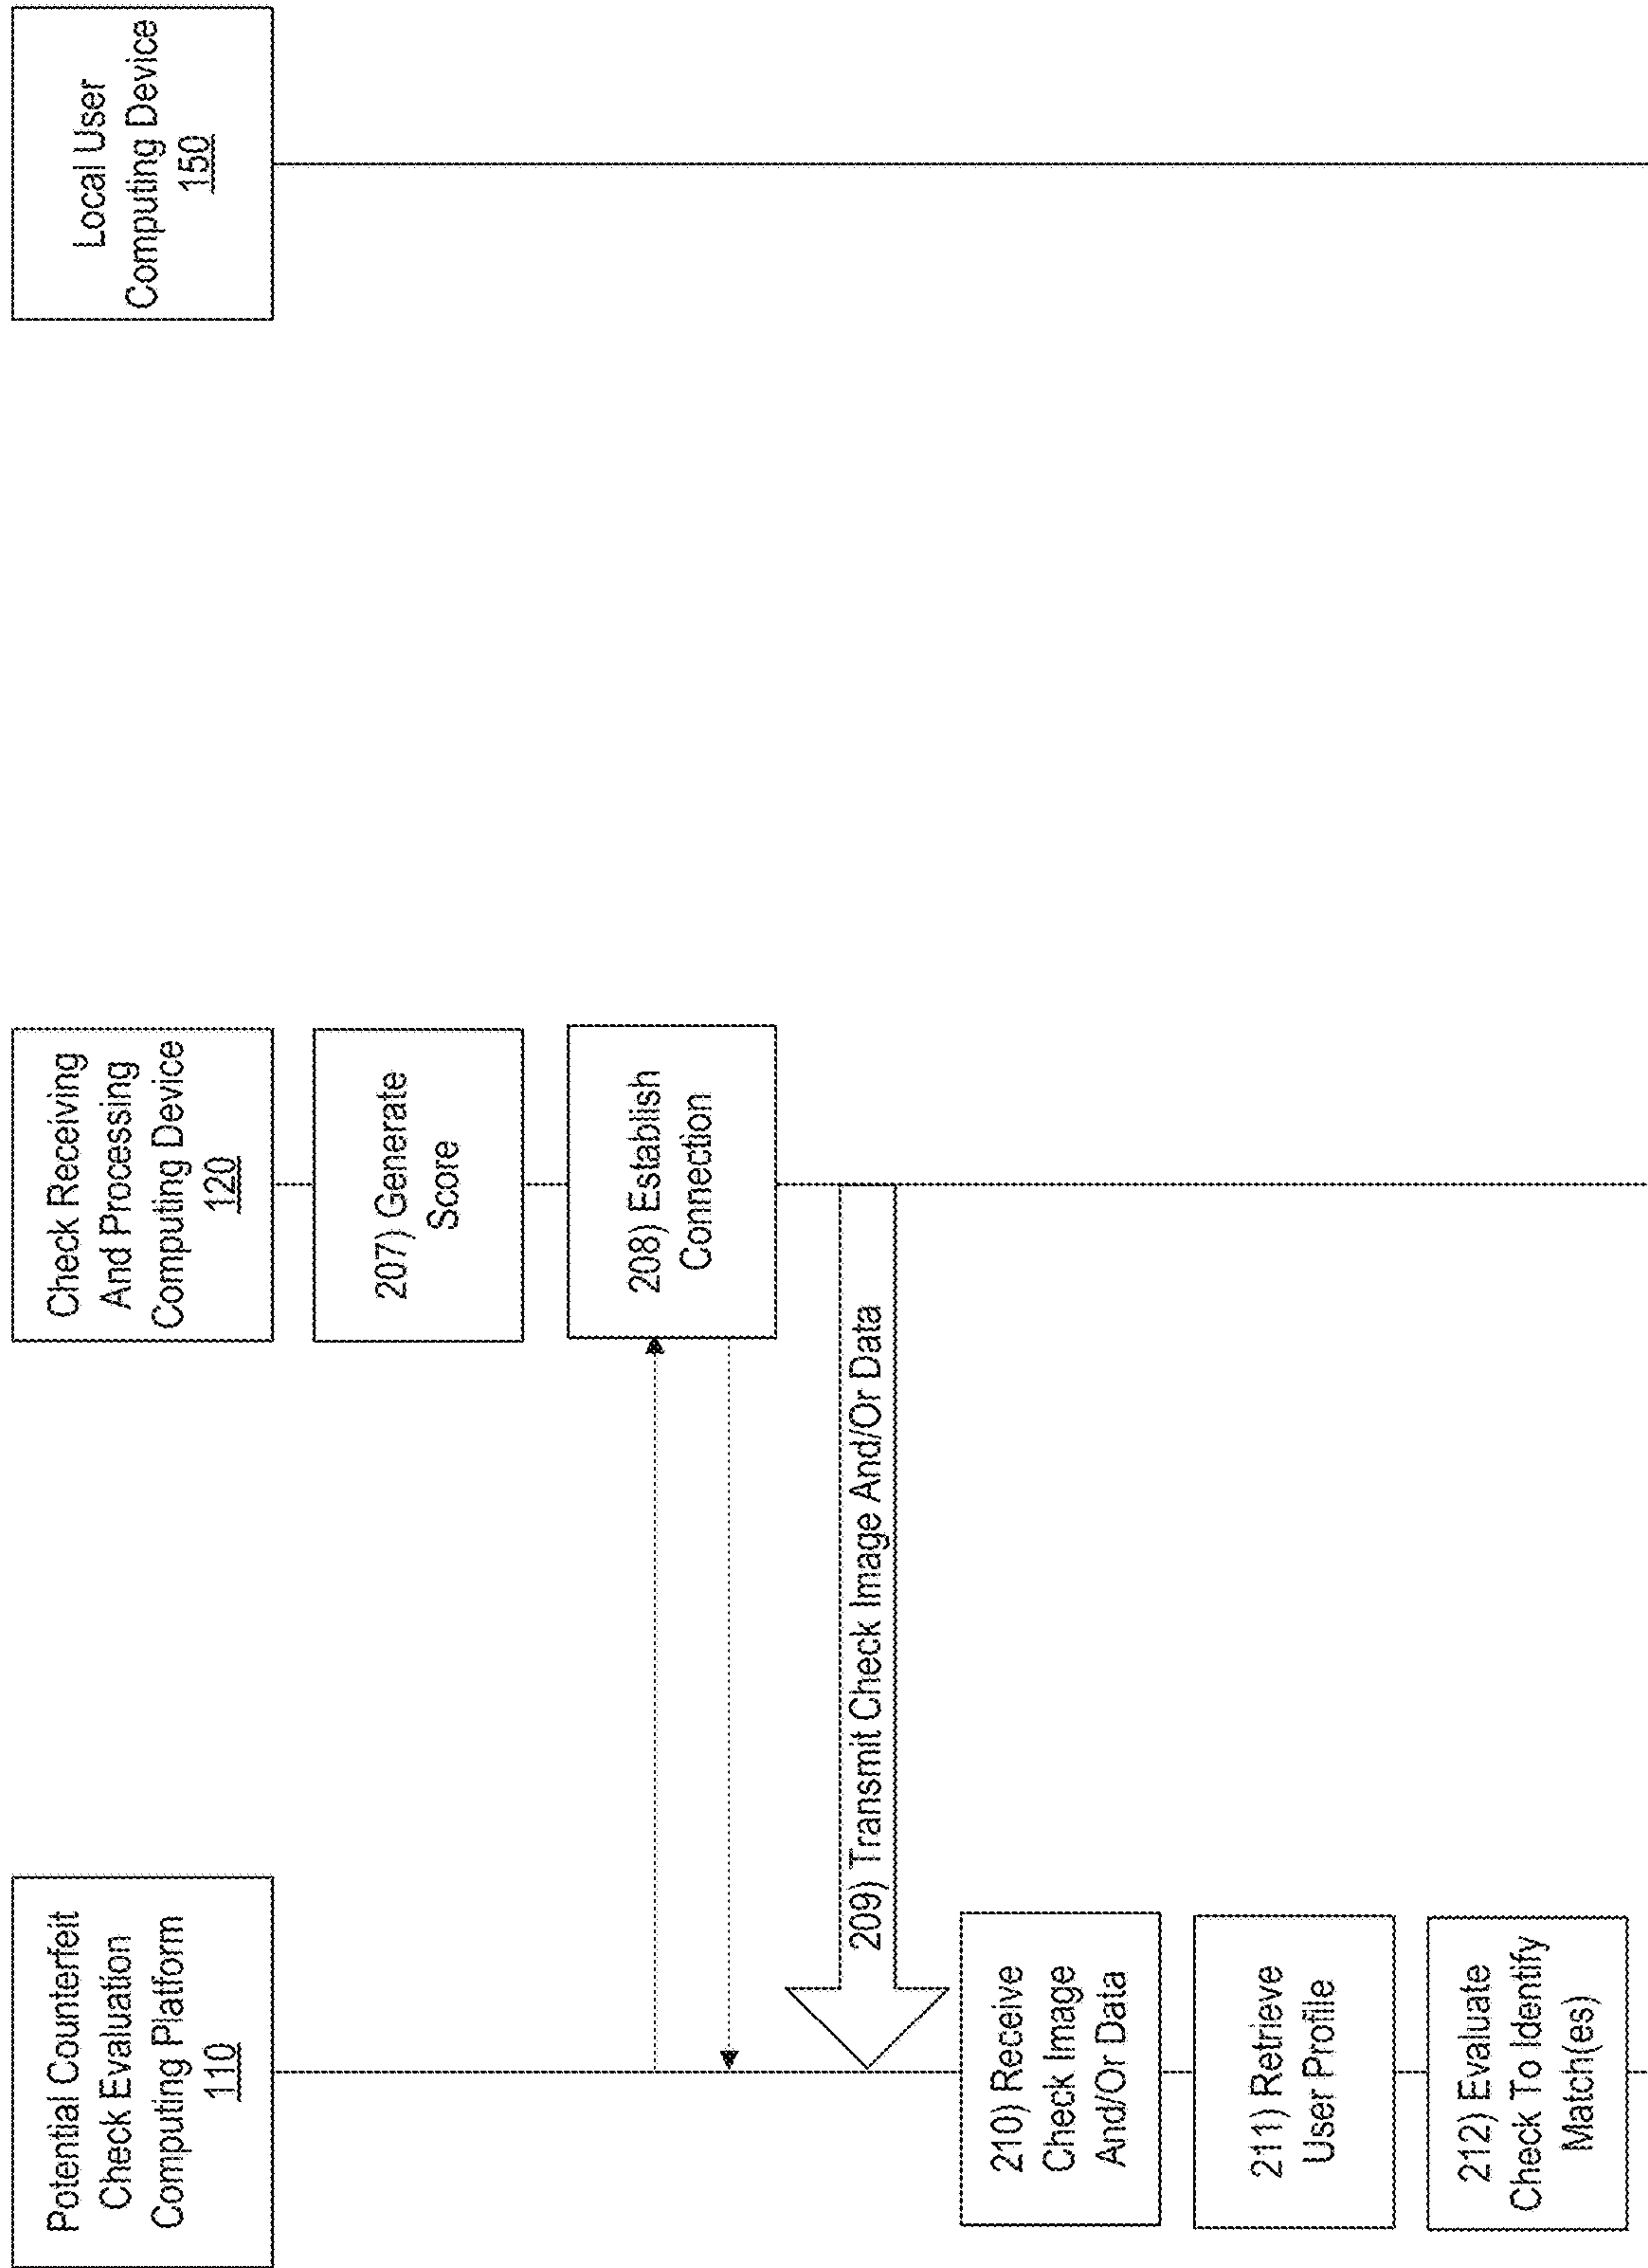 Potential Counterfeit
Check Evaluation
Computing Platform
110
Check Receiving
And Processing
Computing Device
120
Local User
Computing Device
150
207) Generate
Score
208) Establish
Connection
209) Transmit Check Image And/Or Data
210) Receive
Check Image
And/Or Data
211) Retrieve
User Profile
212) Evaluate
Check To Identify
Match(es)